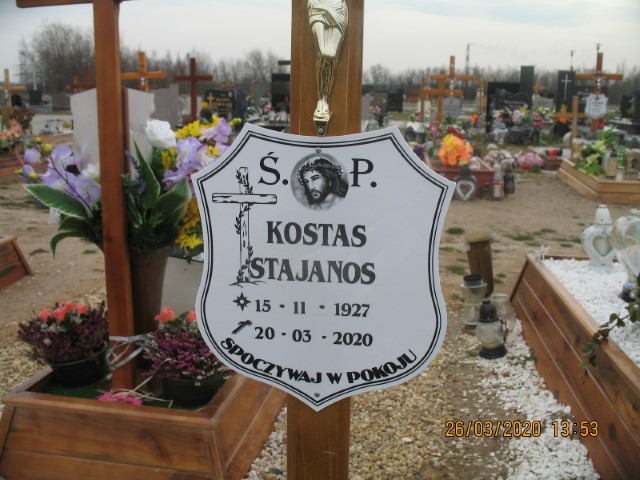 Ś. P.
KOSTAS
STAJANOS
15 - 11 - 1927
20 - 03 - 2020
SPOCZYWAJ W POKOJU
26/03/2020 13:53